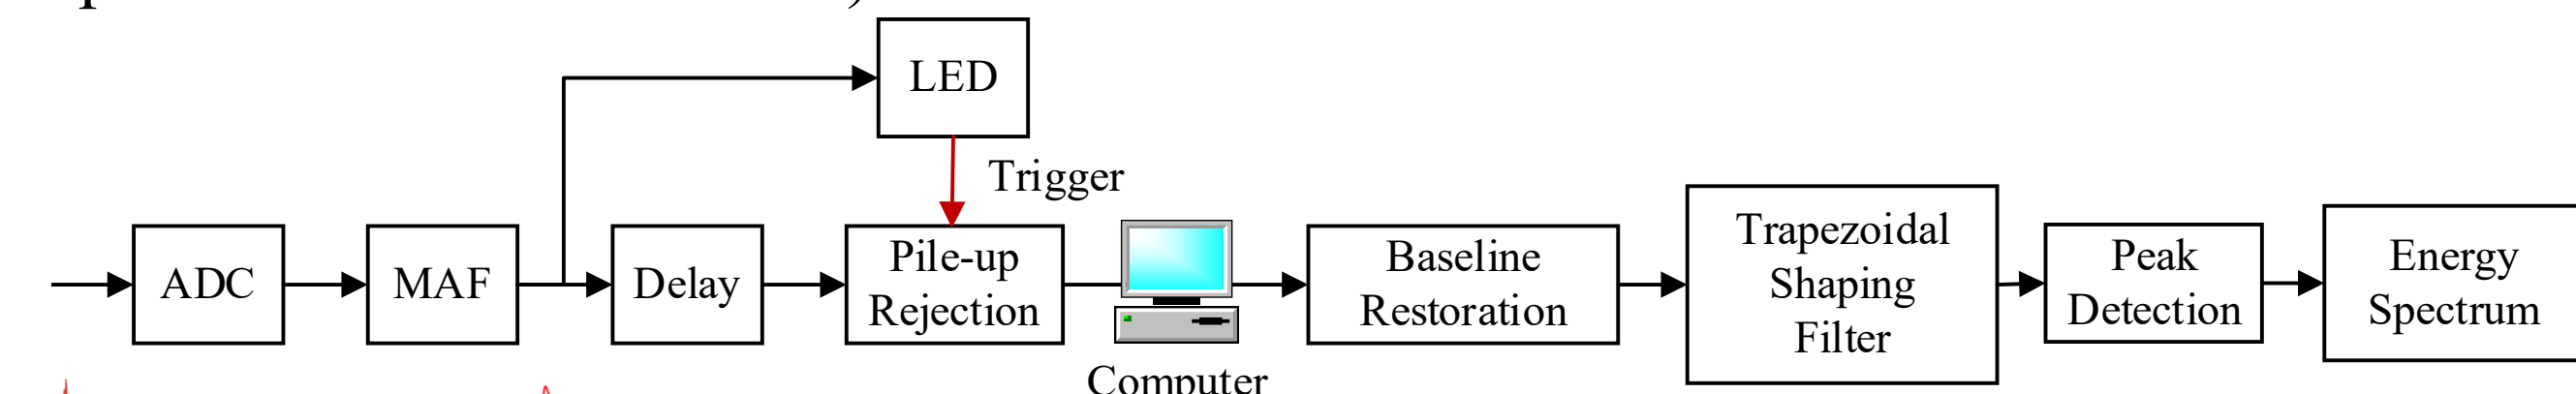 LED
Trigger
ADC
MAF
Delay
Pile-up
Rejection
Computer
Baseline
Restoration
Trapezoidal
Shaping
Filter
Peak
Detection
Energy
Spectrum